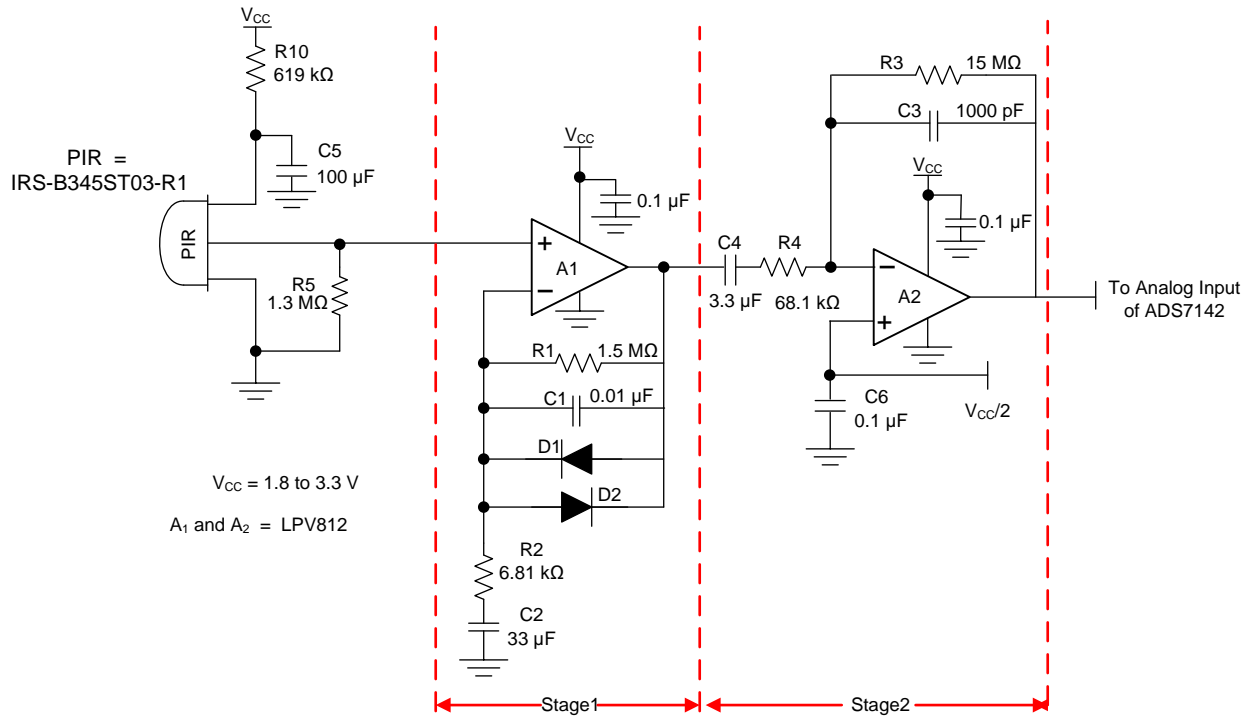 VCC
R10
619 kΩ
C5
100 µF
PIR =
IRS-B345ST03-R1
PIR
R5
1.3 MΩ
VCC
0.1 µF
+
A1
−
R1
1.5 MΩ
C1
0.01 µF
D1
D2
R2
6.81 kΩ
C2
33 µF
C4
3.3 µF
R4
68.1 kΩ
R3
15 MΩ
C3
1000 pF
VCC
0.1 µF
−
A2
+
C6
0.1 µF
VCC/2
To Analog Input
of ADS7142
VCC = 1.8 to 3.3 V
A1 and A2 = LPV812
Stage1
Stage2